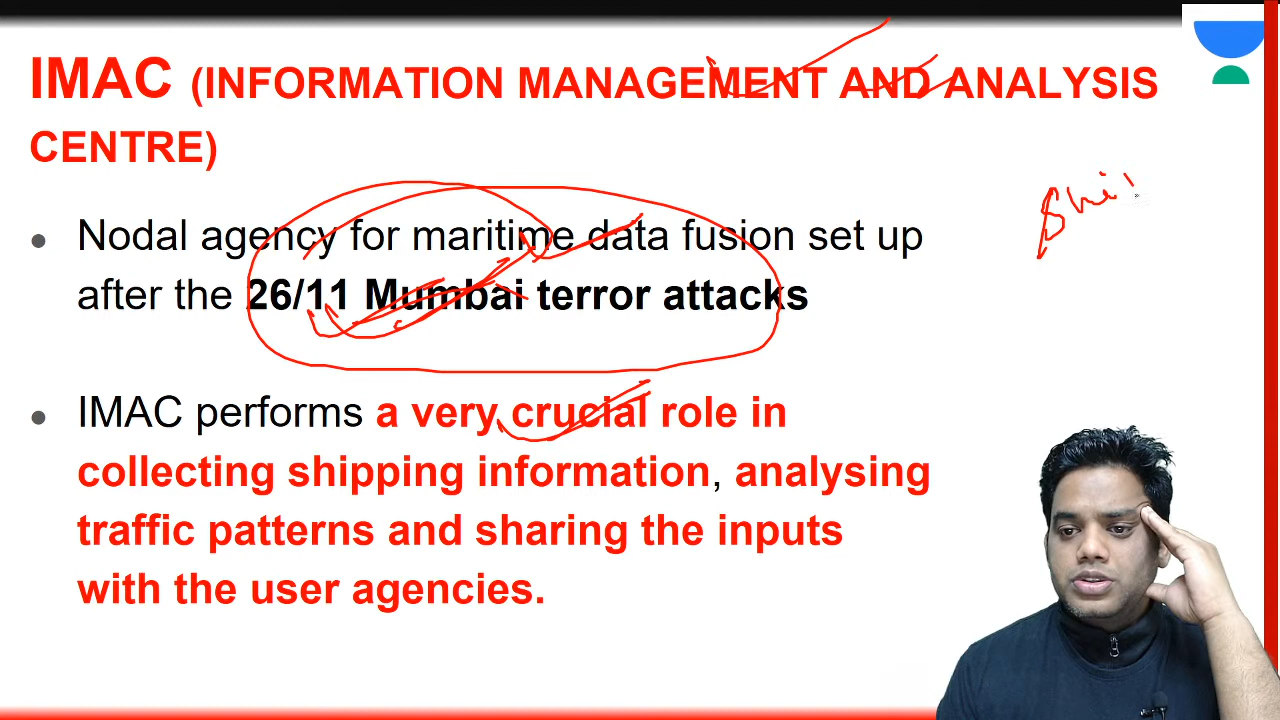 IMAC (INFORMATION MANAGEMENT AND ANALYSIS
CENTRE)
Nodal agency for maritime data fusion set up
after the 26/11 Mumbai terror attacks
IMAC performs a very crucial role in
collecting shipping information, analysing
traffic patterns and sharing the inputs
with the user agencies.